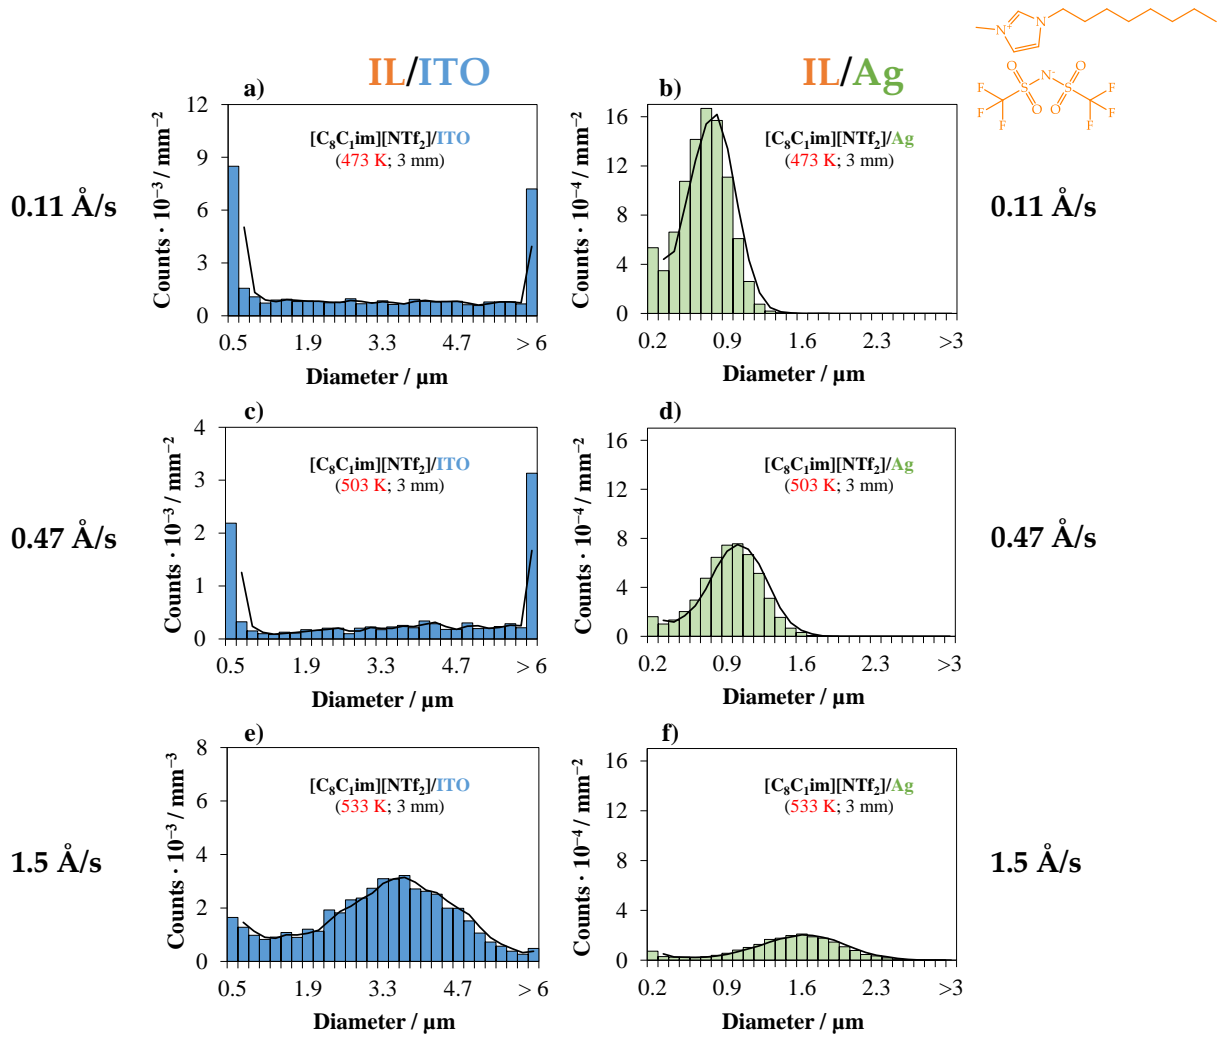 IL/ITO
IL/Ag
N
N⁺
O
O
N⁻
F
S
S
F
F
O
O
F
F
F
0.11 Å/s
a)
Counts · 10⁻³ / mm⁻²
12
9
6
3
0
[C₈C₁im][NTf₂]/ITO
(473 K; 3 mm)
0.5 1.9 3.3 4.7 > 6
Diameter / µm
b)
Counts · 10⁻⁴ / mm⁻²
16
12
8
4
0
[C₈C₁im][NTf₂]/Ag
(473 K; 3 mm)
0.2 0.9 1.6 2.3 >3
Diameter / µm
0.11 Å/s
0.47 Å/s
c)
Counts · 10⁻³ / mm⁻²
4
3
2
1
0
[C₈C₁im][NTf₂]/ITO
(503 K; 3 mm)
0.5 1.9 3.3 4.7 > 6
Diameter / µm
d)
Counts · 10⁻⁴ / mm⁻²
16
12
8
4
0
[C₈C₁im][NTf₂]/Ag
(503 K; 3 mm)
0.2 0.9 1.6 2.3 >3
Diameter / µm
0.47 Å/s
1.5 Å/s
e)
Counts · 10⁻³ / mm⁻³
8
6
4
2
0
[C₈C₁im][NTf₂]/ITO
(533 K; 3 mm)
0.5 1.9 3.3 4.7 > 6
Diameter / µm
f)
Counts · 10⁻⁴ / mm⁻²
16
12
8
4
0
[C₈C₁im][NTf₂]/Ag
(533 K; 3 mm)
0.2 0.9 1.6 2.3 >3
Diameter / µm
1.5 Å/s